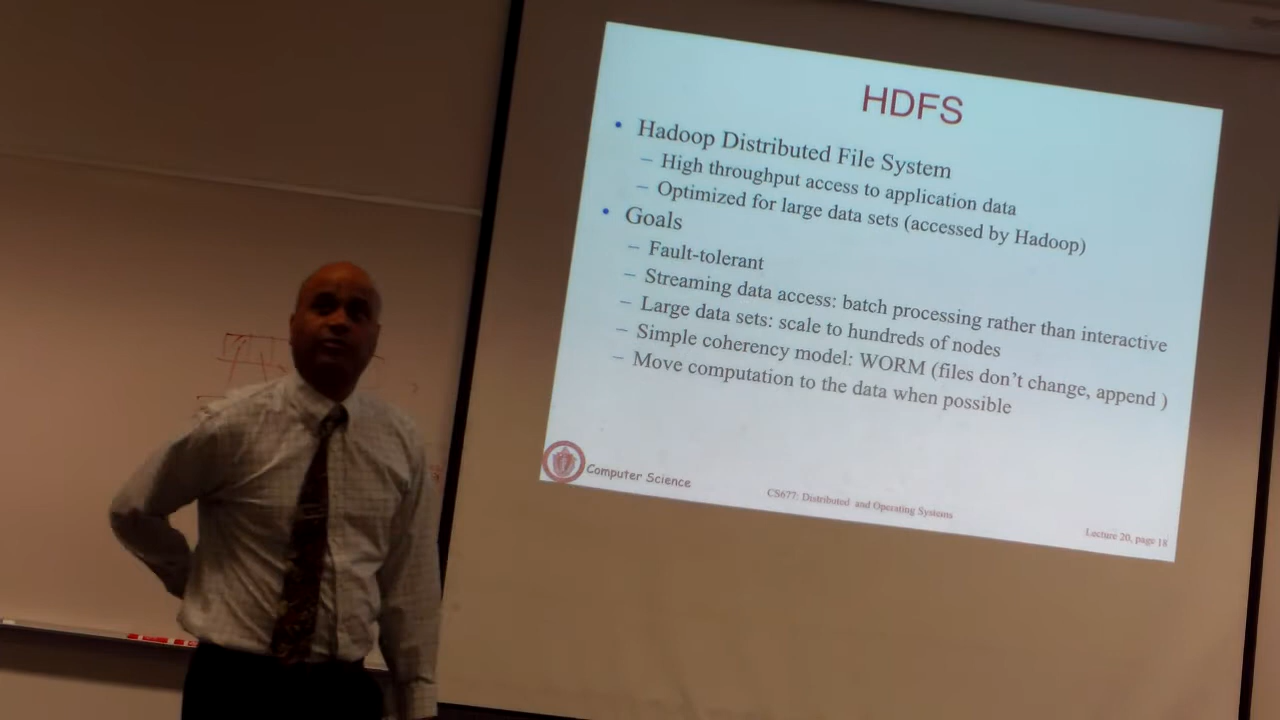 HDFS
• Hadoop Distributed File System
– High throughput access to application data
– Optimized for large data sets (accessed by Hadoop)
• Goals
– Fault-tolerant
– Streaming data access: batch processing rather than interactive
– Large data sets: scale to hundreds of nodes
– Simple coherency model: WORM (files don't change, append )
– Move computation to the data when possible
Computer Science
CS677: Distributed and Operating Systems
Lecture 20, page 18